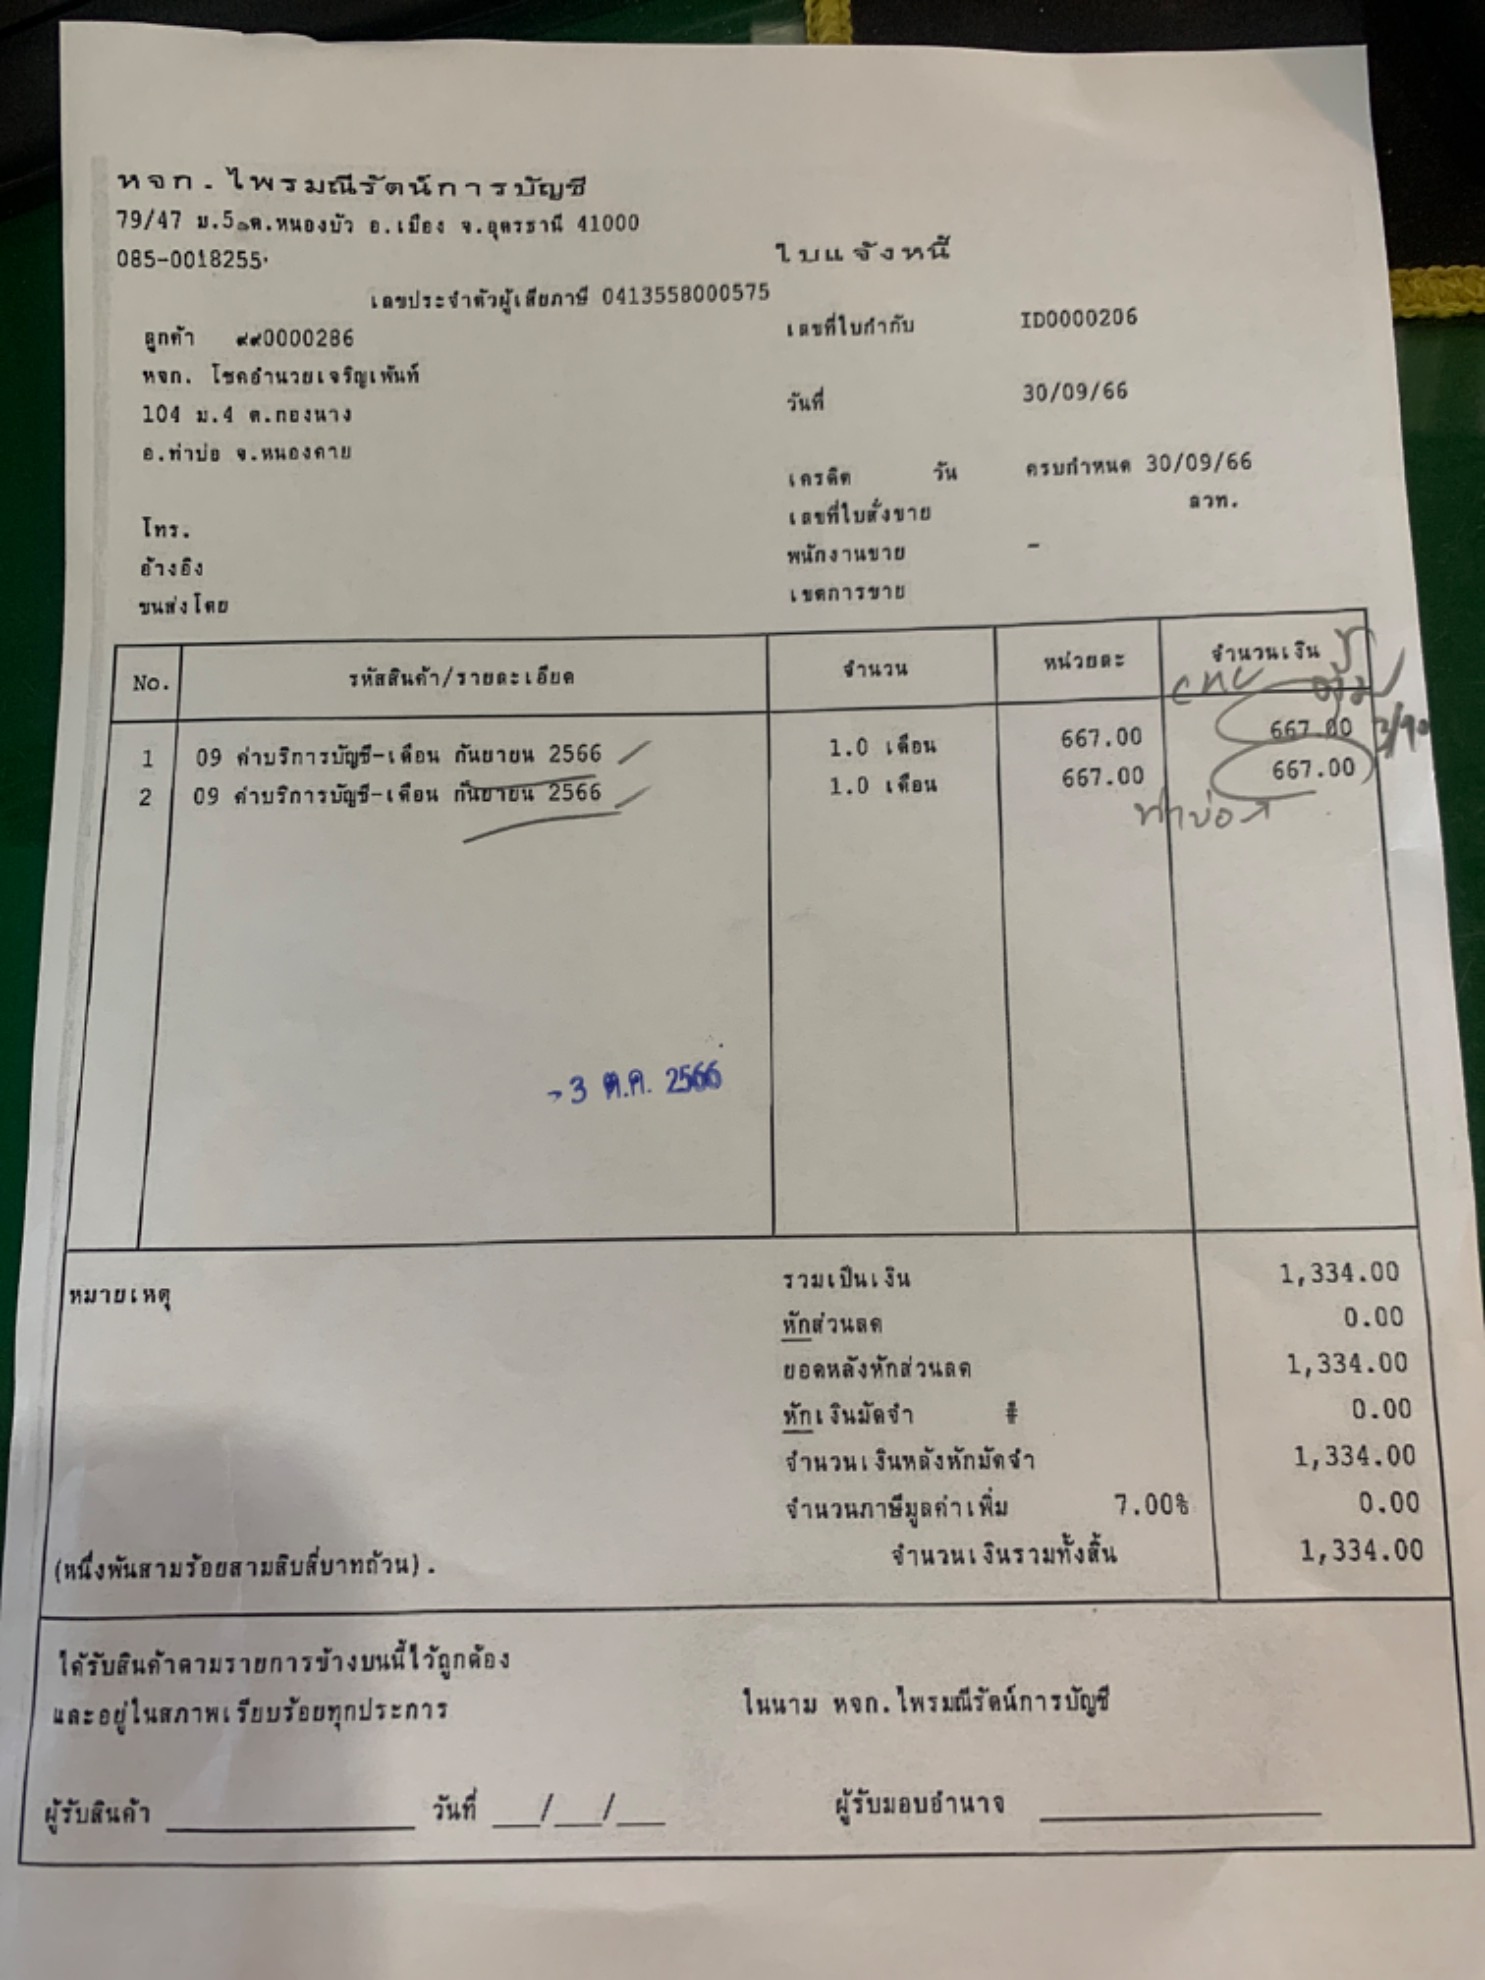 หจก.ไพรมณีรัตน์การบัญชี
79/47 ม.5 ต.หนองบัว อ.เมือง จ.อุดรธานี 41000
085-0018255
ใบแจ้งหนี้
เลขประจำตัวผู้เสียภาษี 0413558000575
ลูกค้า ๙๙0000286
เลขที่ใบกำกับ ID0000206
หจก. โชคอำนวยเจริญเพ้นท์
104 ม.4 ต.กองนาง
วันที่ 30/09/66
อ.ท่าบ่อ จ.หนองคาย
เครดิต วัน ครบกำหนด 30/09/66
เลขที่ใบสั่งขาย ลวท.
โทร.
พนักงานขาย -
อ้างอิง
เขตการขาย
ขนส่งโดย
No. รหัสสินค้า/รายละเอียด จำนวน หน่วยละ จำนวนเงิน
1 09 ค่าบริการบัญชี-เดือน กันยายน 2566 1.0 เดือน 667.00 667.00
2 09 ค่าบริการบัญชี-เดือน กันยายน 2566 1.0 เดือน 667.00 667.00
ท่าบ่อ
-3 ต.ค. 2566
หมายเหตุ
รวมเป็นเงิน 1,334.00
หักส่วนลด 0.00
ยอดหลังหักส่วนลด 1,334.00
หักเงินมัดจำ # 0.00
จำนวนเงินหลังหักมัดจำ 1,334.00
จำนวนภาษีมูลค่าเพิ่ม 7.00% 0.00
(หนึ่งพันสามร้อยสามสิบสี่บาทถ้วน). จำนวนเงินรวมทั้งสิ้น 1,334.00
ได้รับสินค้าตามรายการข้างบนนี้ไว้ถูกต้อง
และอยู่ในสภาพเรียบร้อยทุกประการ
ในนาม หจก.ไพรมณีรัตน์การบัญชี
ผู้รับสินค้า วันที่ __/__/__ ผู้รับมอบอำนาจ